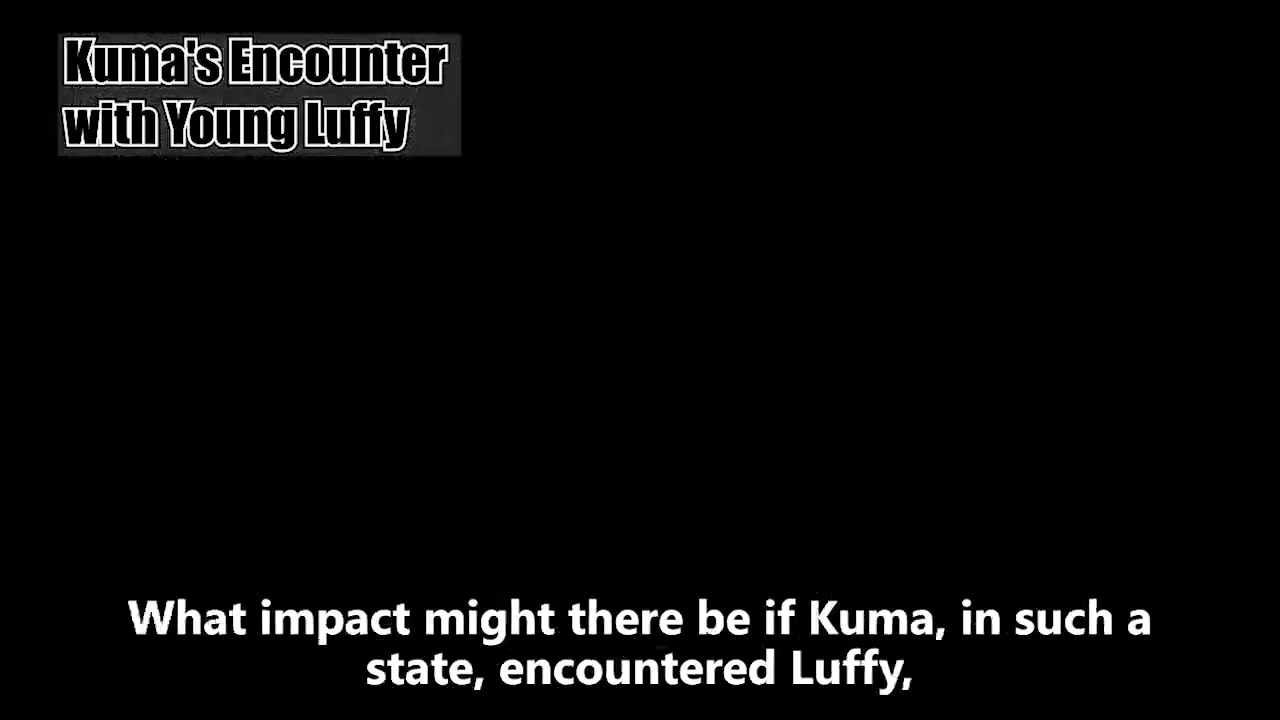 Kuma's Encounter
with Young Luffy
What impact might there be if Kuma, in such a
state, encountered Luffy,